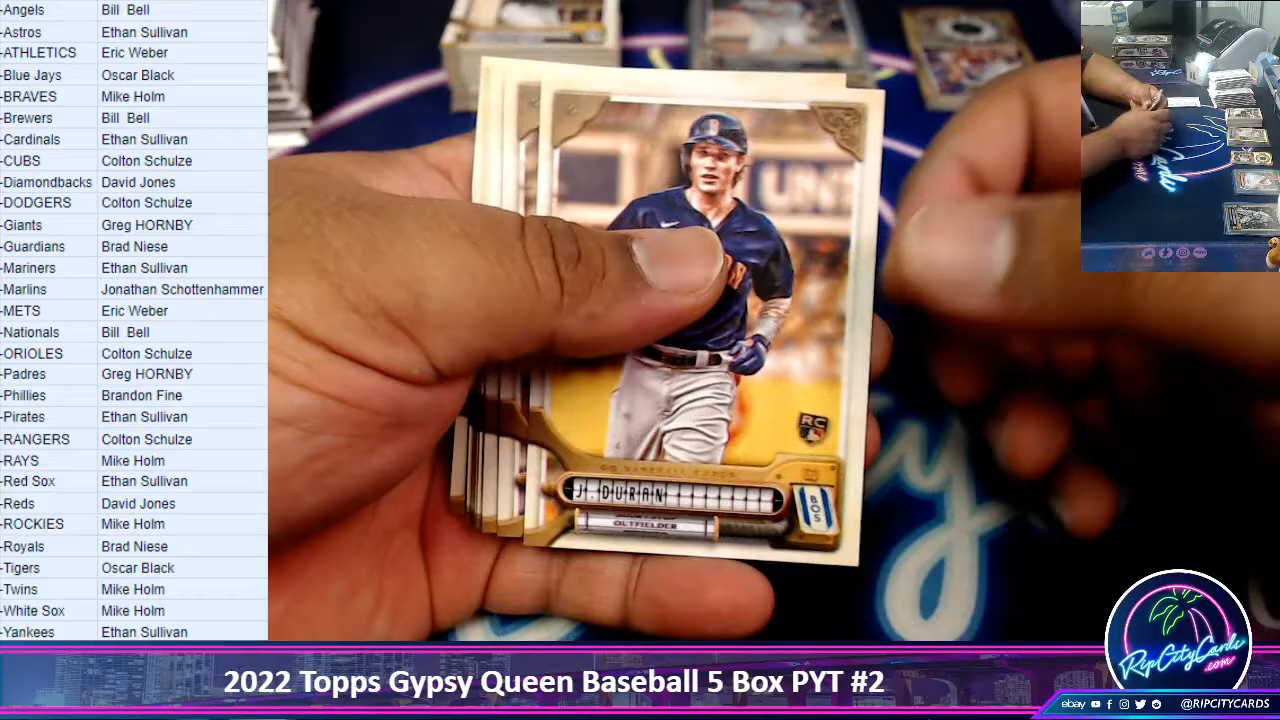 -Angels Bill Bell
-Astros Ethan Sullivan
-ATHLETICS Eric Weber
-Blue Jays Oscar Black
-BRAVES Mike Holm
-Brewers Bill Bell
-Cardinals Ethan Sullivan
-CUBS Colton Schulze
-Diamondbacks David Jones
-DODGERS Colton Schulze
-Giants Greg HORNBY
-Guardians Brad Niese
-Mariners Ethan Sullivan
-Marlins Jonathan Schottenhammer
-METS Eric Weber
-Nationals Bill Bell
-ORIOLES Colton Schulze
-Padres Greg HORNBY
-Phillies Brandon Fine
-Pirates Ethan Sullivan
-RANGERS Colton Schulze
-RAYS Mike Holm
-Red Sox Ethan Sullivan
-Reds David Jones
-ROCKIES Mike Holm
-Royals Brad Niese
-Tigers Oscar Black
-Twins Mike Holm
-White Sox Mike Holm
-Yankees Ethan Sullivan
RC
GQ BASEBALL CARDS
J. DURAN
OUTFIELDER
BOS
RipCityCards
.com
2022 Topps Gypsy Queen Baseball 5 Box PYT #2
ebay @RIPCITYCARDS